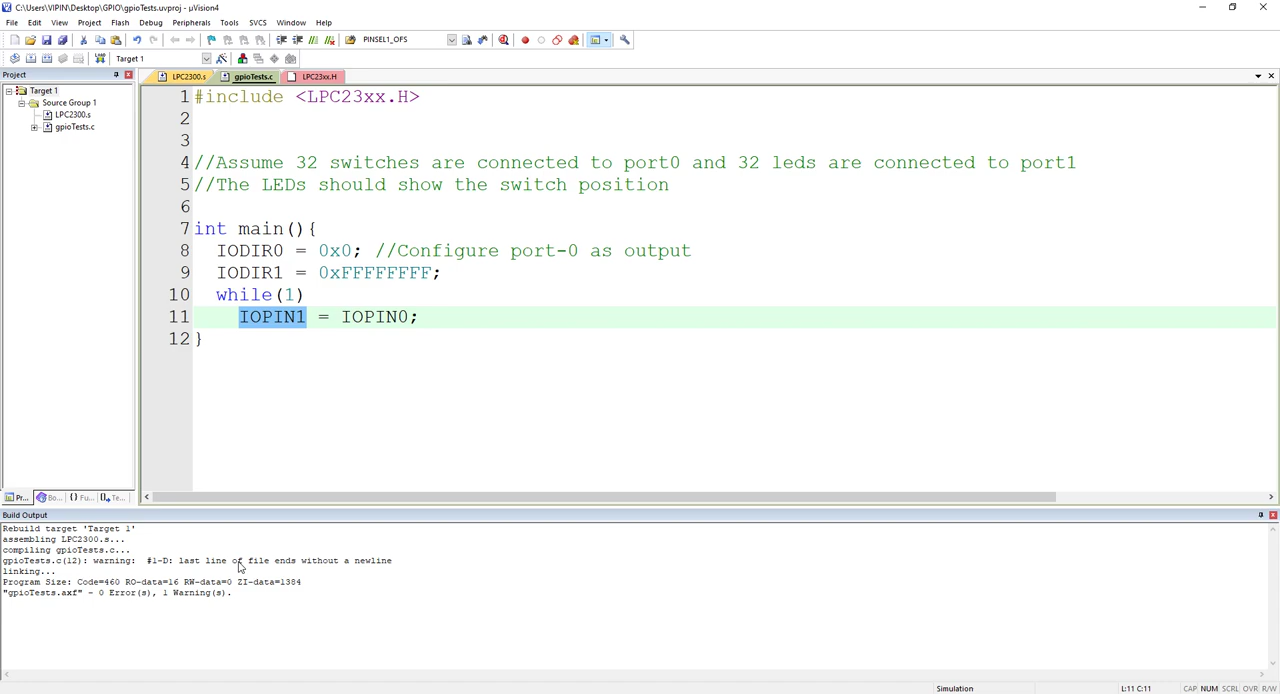 C:\Users\VIPIN\Desktop\GPIO\gpioTests.uvproj - µVision4
File Edit View Project Flash Debug Peripherals Tools SVCS Window Help
PINSEL1_OFS
Target 1
Project
LPC2300.s gpioTests.c LPC23xx.H
Target 1
Source Group 1
LPC2300.s
gpioTests.c
1 #include <LPC23xx.H>
2
3
4 //Assume 32 switches are connected to port0 and 32 leds are connected to port1
5 //The LEDs should show the switch position
6
7 int main(){
8 IODIR0 = 0x0; //Configure port-0 as output
9 IODIR1 = 0xFFFFFFFF;
10 while(1)
11 IOPIN1 = IOPIN0;
12 }
Pr... Bo... {} Fu... Te...
Build Output
Rebuild target 'Target 1'
assembling LPC2300.s...
compiling gpioTests.c...
gpioTests.c(12): warning: #1-D: last line of file ends without a newline
linking...
Program Size: Code=460 RO-data=16 RW-data=0 ZI-data=1384
"gpioTests.axf" - 0 Error(s), 1 Warning(s).
Simulation L:11 C:11 CAP NUM SCRL OVR R/W